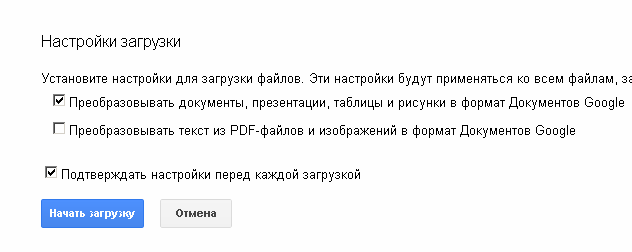 Настройки загрузки
Установите настройки для загрузки файлов. Эти настройки будут применяться ко всем файлам, за
Преобразовывать документы, презентации, таблицы и рисунки в формат Документов Google
Преобразовывать текст из PDF-файлов и изображений в формат Документов Google
Подтверждать настройки перед каждой загрузкой
Начать загрузку Отмена